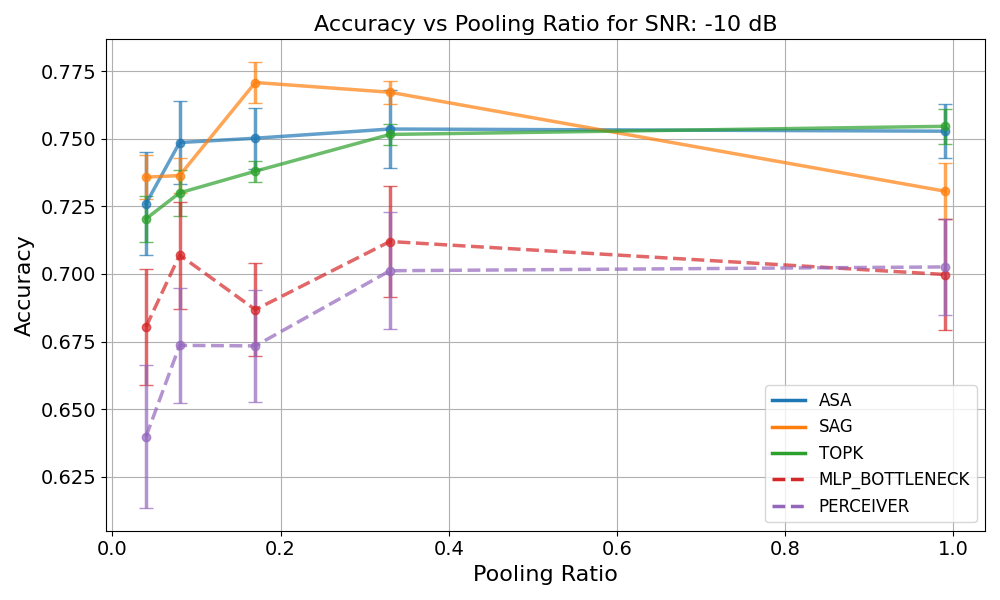 Accuracy vs Pooling Ratio for SNR: -10 dB
Accuracy
0.775
0.750
0.725
0.700
0.675
0.650
0.625
0.0 0.2 0.4 0.6 0.8 1.0
Pooling Ratio
ASA
SAG
TOPK
MLP_BOTTLENECK
PERCEIVER